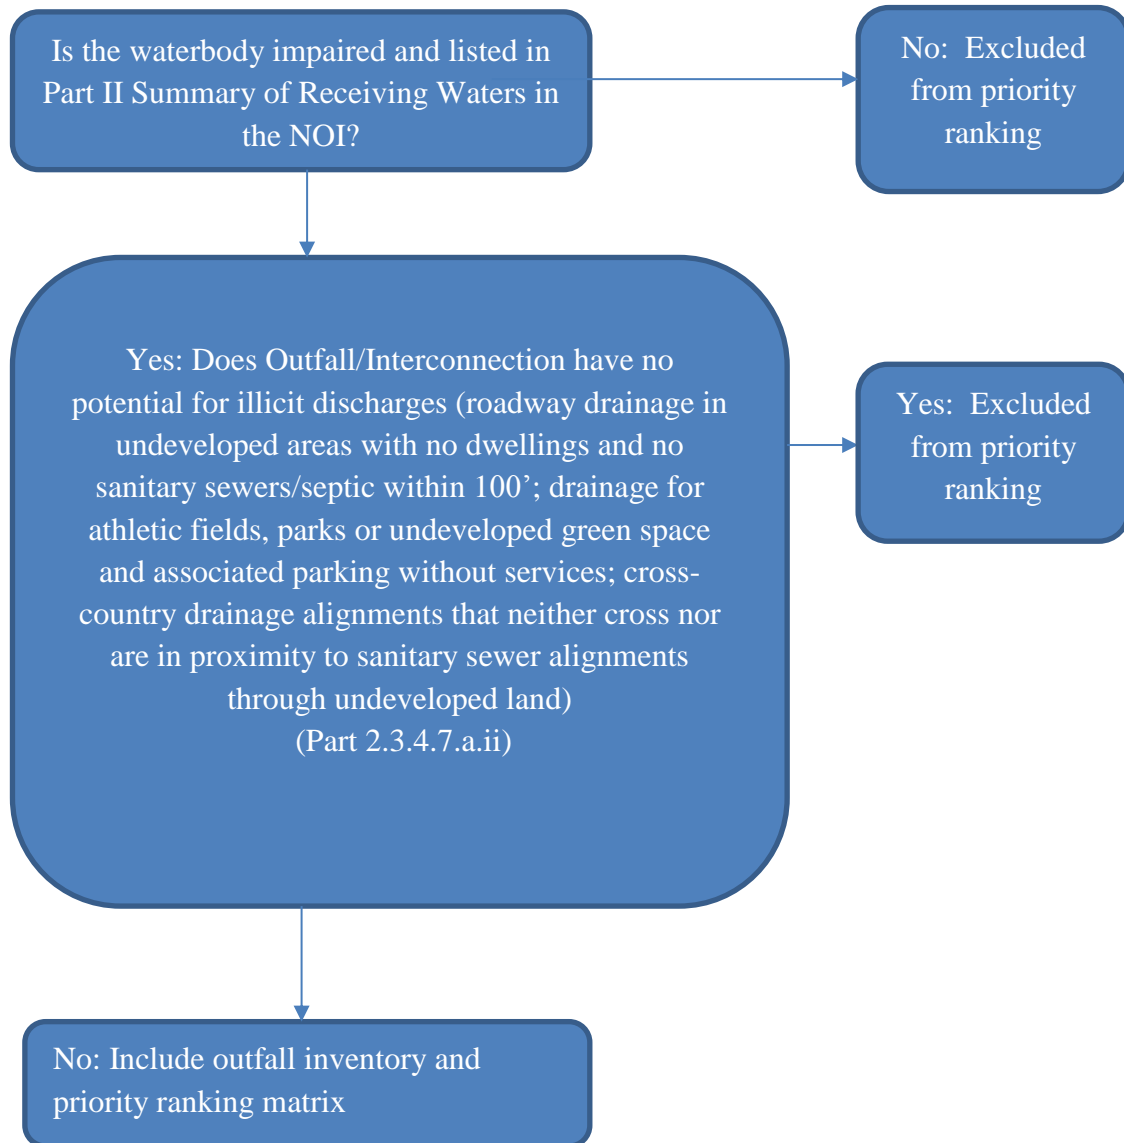 Is the waterbody impaired and listed in
Part II Summary of Receiving Waters in
the NOI?
No:  Excluded
from priority
ranking
Yes: Does Outfall/Interconnection have no
potential for illicit discharges (roadway drainage in
undeveloped areas with no dwellings and no
sanitary sewers/septic within 100’; drainage for
athletic fields, parks or undeveloped green space
and associated parking without services; cross-
country drainage alignments that neither cross nor
are in proximity to sanitary sewer alignments
through undeveloped land)
(Part 2.3.4.7.a.ii)
Yes:  Excluded
from priority
ranking
No: Include outfall inventory and
priority ranking matrix